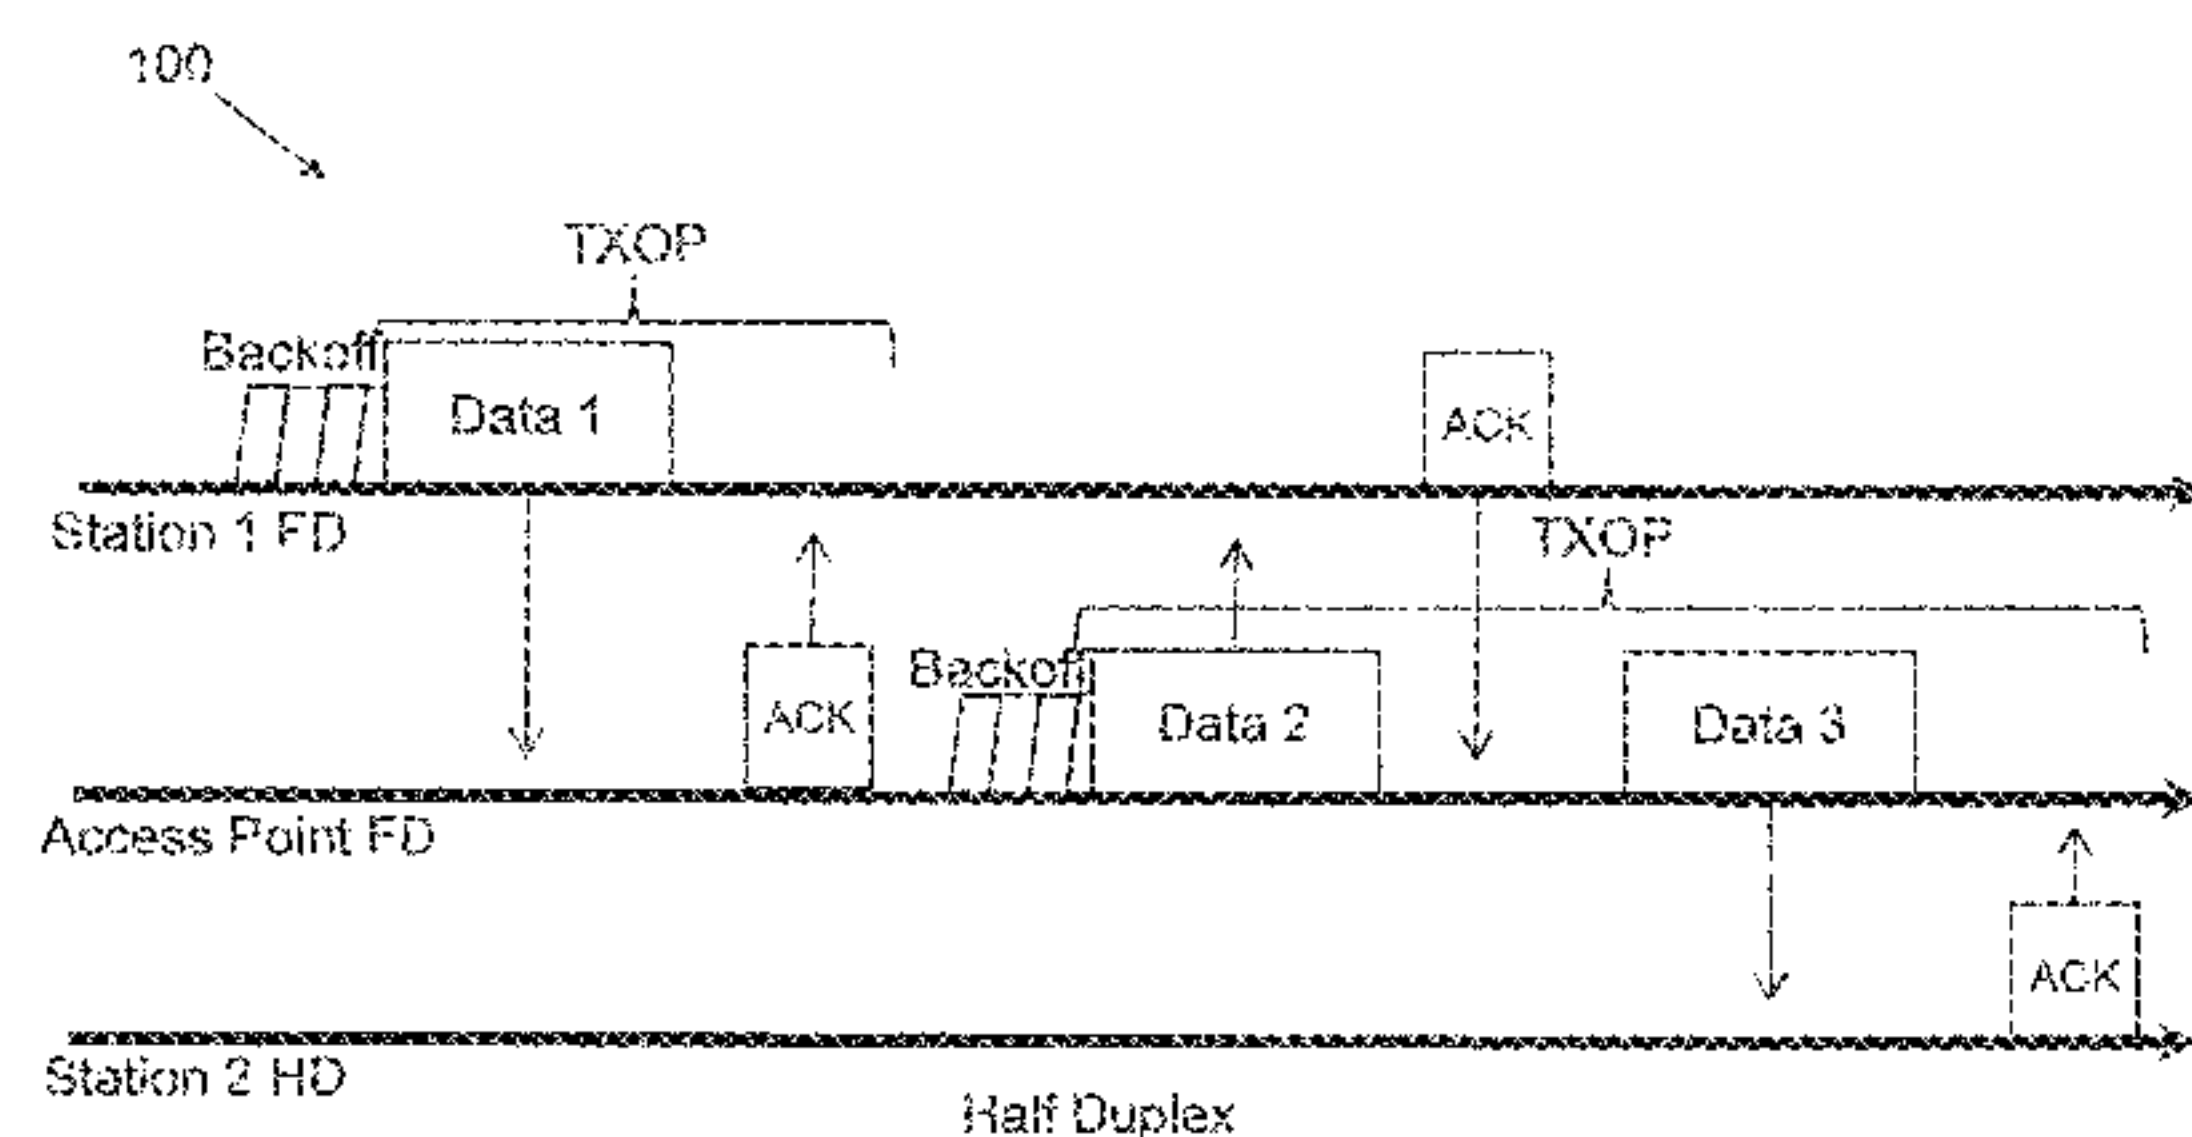 100
TXOP
Backoff
Data 1
ACK
Station 1 FD
TXOP
ACK
Backoff
Data 2
Data 3
Access Point FD
ACK
Station 2 HD
Half Duplex